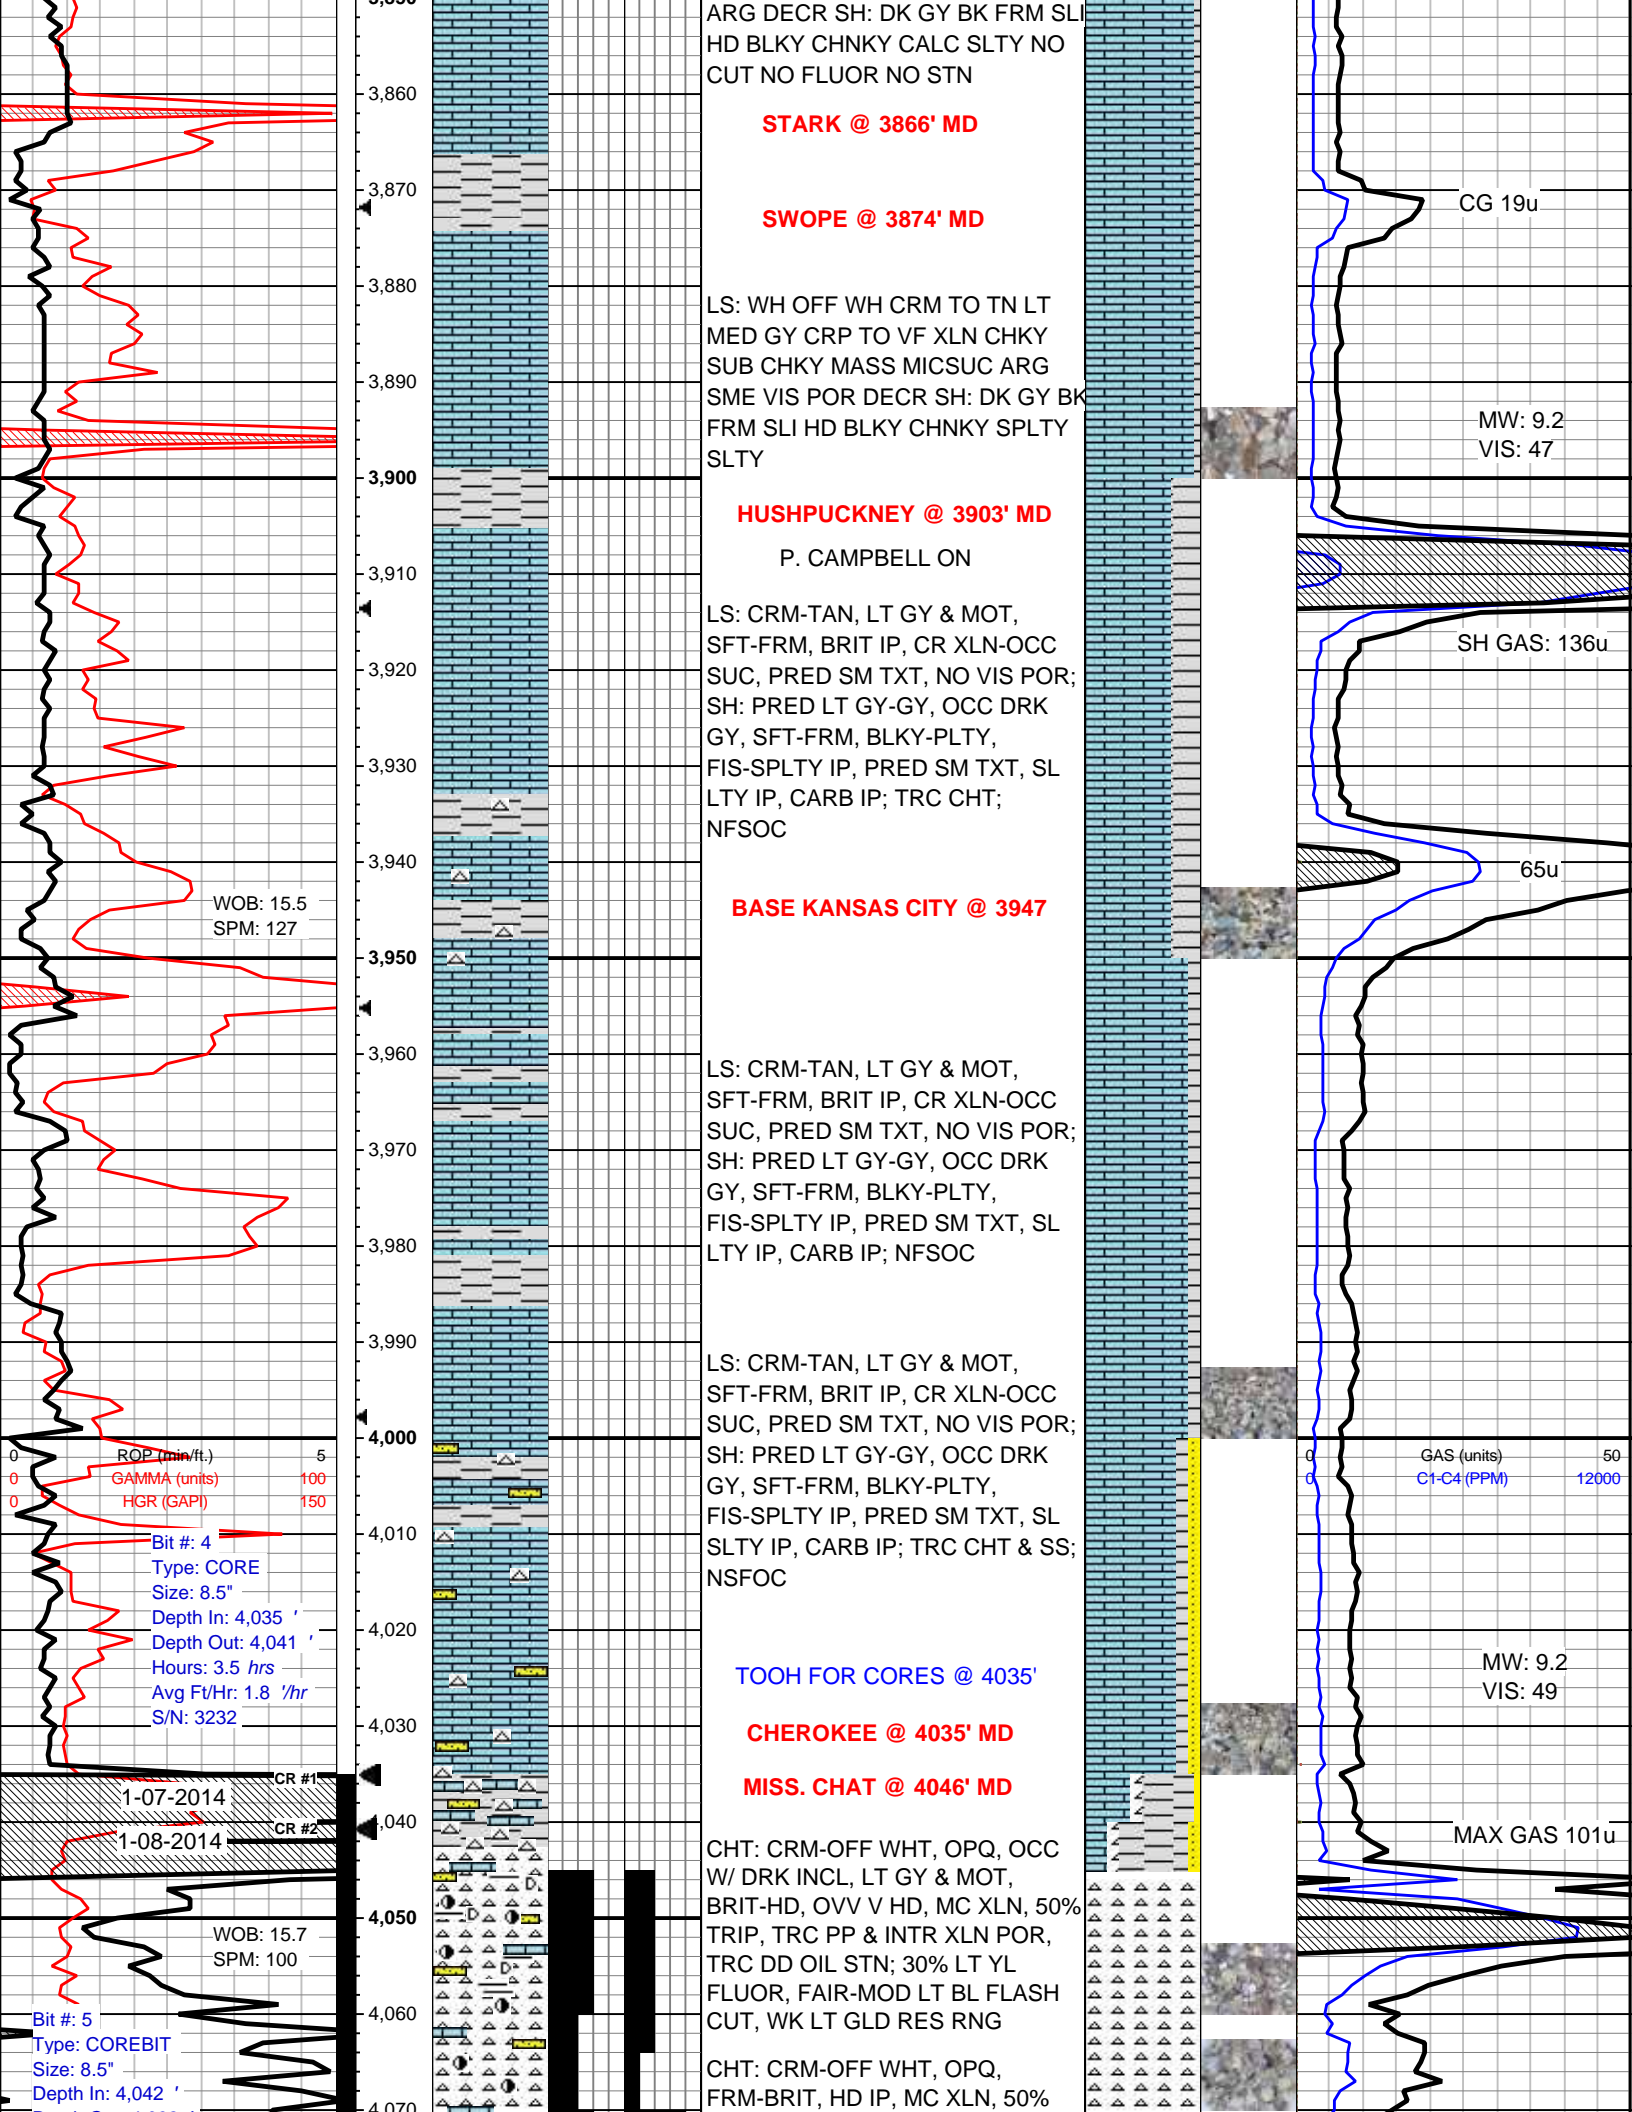 ARG DECR SH: DK GY BK FRM SLI
HD BLKY CHNKY CALC SLTY NO
CUT NO FLUOR NO STN
3,860
STARK @ 3866' MD
3,870
CG 19u
SWOPE @ 3874' MD
3,880
LS: WH OFF WH CRM TO TN LT
MED GY CRP TO VF XLN CHKY
SUB CHKY MASS MICSUC ARG
SME VIS POR DECR SH: DK GY BK
FRM SLI HD BLKY CHNKY SPLTY
SLTY
3,890
MW: 9.2
VIS: 47
3,900
HUSHPUCKNEY @ 3903' MD
P. CAMPBELL ON
3,910
LS: CRM-TAN, LT GY & MOT,
SFT-FRM, BRIT IP, CR XLN-OCC
SUC, PRED SM TXT, NO VIS POR;
SH: PRED LT GY-GY, OCC DRK
GY, SFT-FRM, BLKY-PLTY,
FIS-SPLTY IP, PRED SM TXT, SL
LTY IP, CARB IP; TRC CHT;
NFSOC
SH GAS: 136u
3,920
3,930
3,940
65u
WOB: 15.5
SPM: 127
BASE KANSAS CITY @ 3947
3,950
3,960
LS: CRM-TAN, LT GY & MOT,
SFT-FRM, BRIT IP, CR XLN-OCC
SUC, PRED SM TXT, NO VIS POR;
SH: PRED LT GY-GY, OCC DRK
GY, SFT-FRM, BLKY-PLTY,
FIS-SPLTY IP, PRED SM TXT, SL
LTY IP, CARB IP; NFSOC
3,970
3,980
3,990
LS: CRM-TAN, LT GY & MOT,
SFT-FRM, BRIT IP, CR XLN-OCC
SUC, PRED SM TXT, NO VIS POR;
SH: PRED LT GY-GY, OCC DRK
GY, SFT-FRM, BLKY-PLTY,
FIS-SPLTY IP, PRED SM TXT, SL
SLTY IP, CARB IP; TRC CHT & SS;
NSFOC
4,000
0 ROP (min/ft.) 5
0 GAMMA (units) 100
0 HGR (GAPI) 150
0 GAS (units) 50
0 C1-C4 (PPM) 12000
4,010
Bit #: 4
Type: CORE
Size: 8.5"
Depth In: 4,035 '
Depth Out: 4,041 '
Hours: 3.5 hrs
Avg Ft/Hr: 1.8 '/hr
S/N: 3232
4,020
TOOH FOR CORES @ 4035'
MW: 9.2
VIS: 49
4,030
CHEROKEE @ 4035' MD
CR #1
1-07-2014
MISS. CHAT @ 4046' MD
4,040
CR #2
1-08-2014
MAX GAS 101u
CHT: CRM-OFF WHT, OPQ, OCC
W/ DRK INCL, LT GY & MOT,
BRIT-HD, OVV V HD, MC XLN, 50%
TRIP, TRC PP & INTR XLN POR,
TRC DD OIL STN; 30% LT YL
FLUOR, FAIR-MOD LT BL FLASH
CUT, WK LT GLD RES RNG
4,050
WOB: 15.7
SPM: 100
4,060
Bit #: 5
Type: COREBIT
Size: 8.5"
Depth In: 4,042 '
CHT: CRM-OFF WHT, OPQ,
FRM-BRIT, HD IP, MC XLN, 50%
4,070